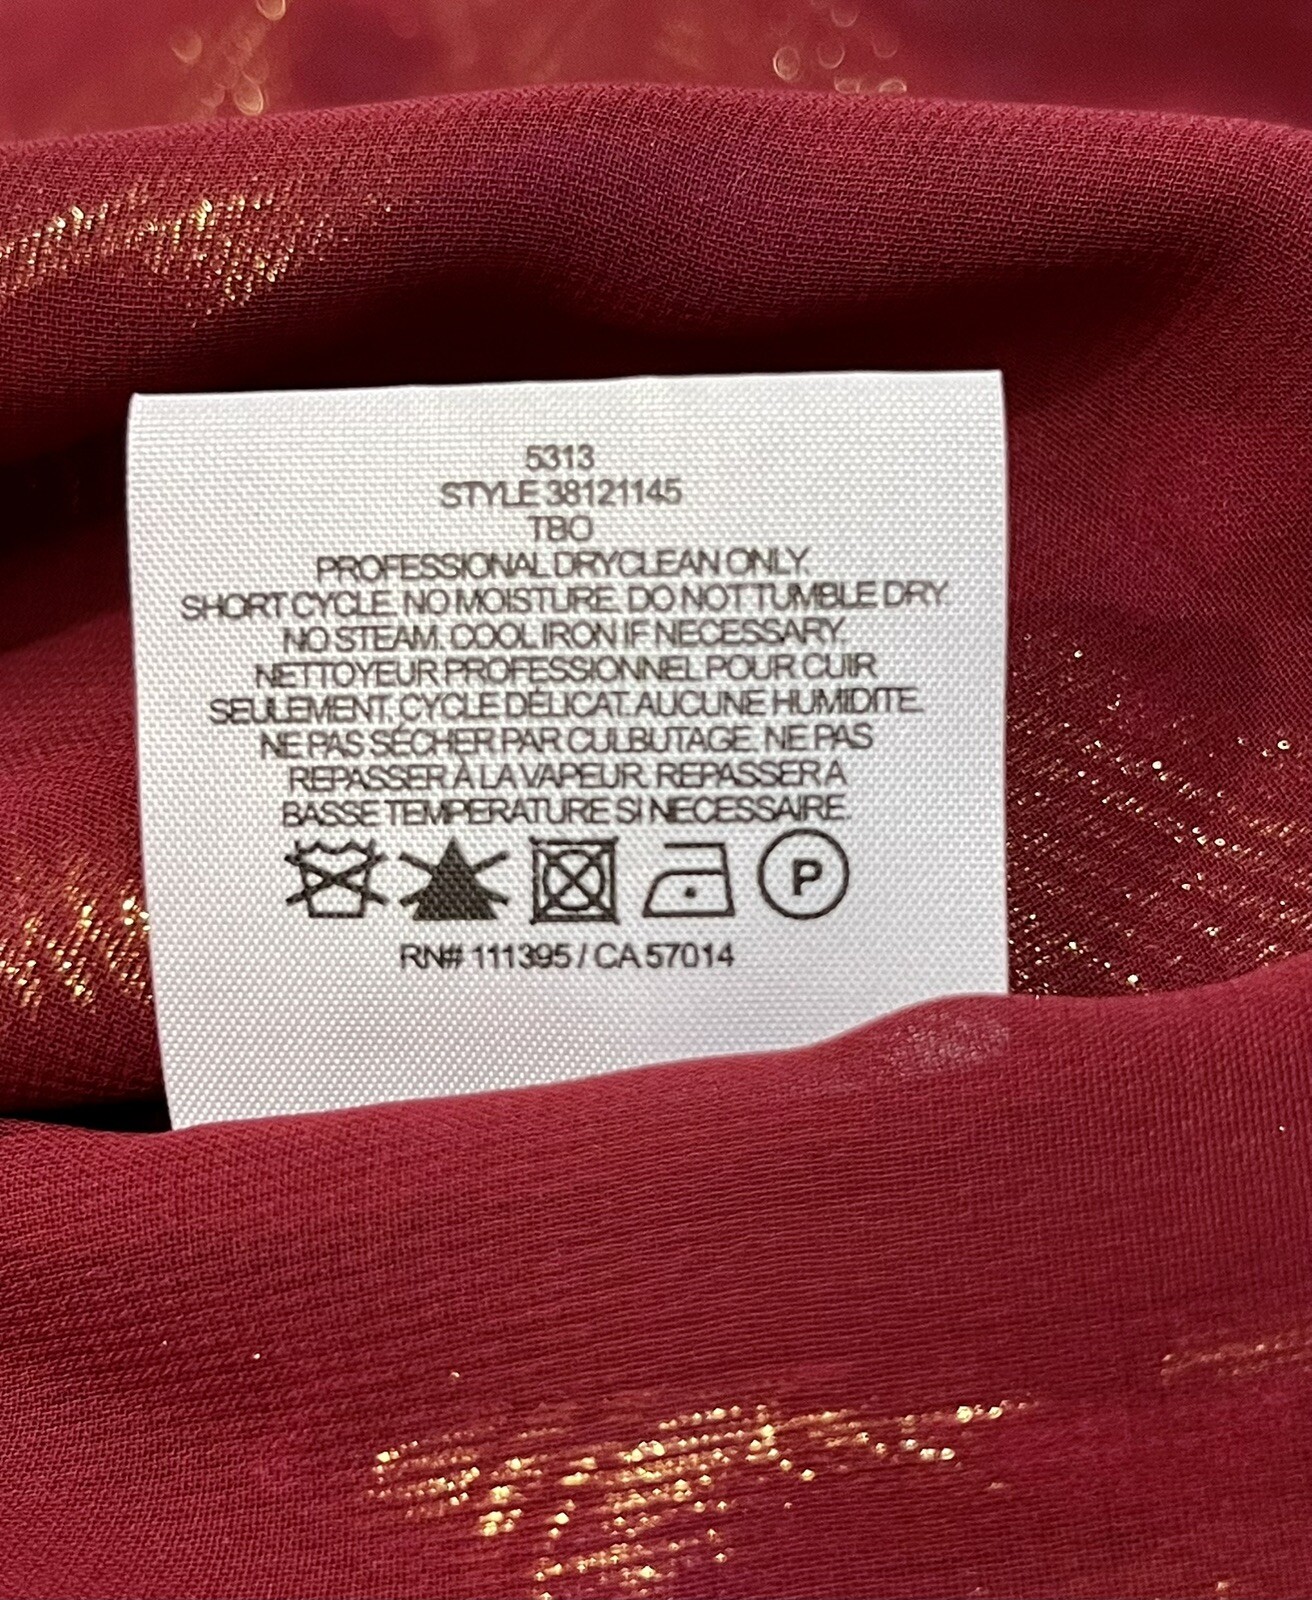 5313
STYLE 38121145
TBO
PROFESSIONAL DRYCLEAN ONLY.
SHORT CYCLE. NO MOISTURE. DO NOT TUMBLE DRY.
NO STEAM. COOL IRON IF NECESSARY.
NETTOYEUR PROFESSIONNEL POUR CUIR
SEULEMENT. CYCLE DÉLICAT. AUCUNE HUMIDITE.
NE PAS SÉCHER PAR CULBUTAGE. NE PAS
REPASSER À LA VAPEUR. REPASSER A
BASSE TEMPERATURE SI NECESSAIRE.
P
RN# 111395 / CA 57014